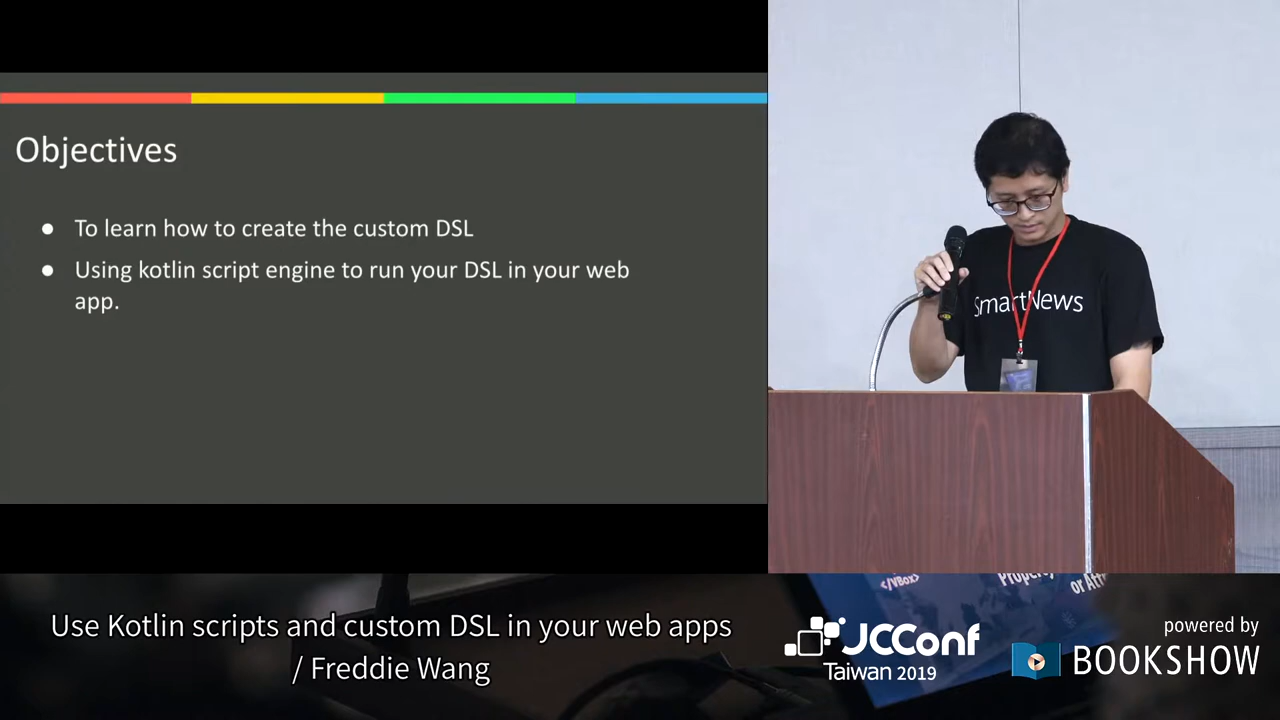 Objectives
● To learn how to create the custom DSL
● Using kotlin script engine to run your DSL in your web
app.
SmartNews
</VBox>
Property
Use Kotlin scripts and custom DSL in your web apps
/ Freddie Wang
JCConf
Taiwan 2019
powered by
BOOKSHOW